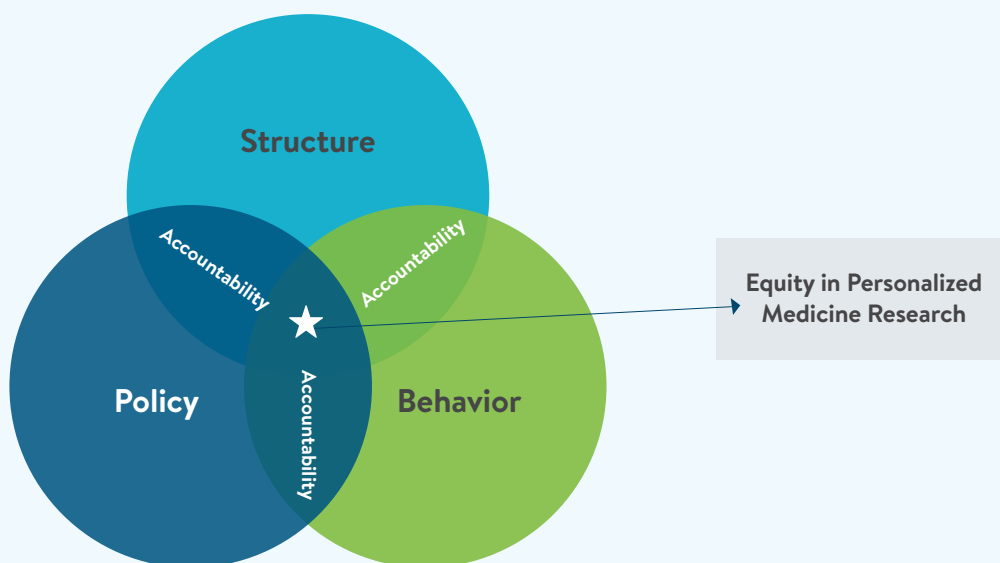 Structure
Accountability
Accountability
Equity in Personalized
Medicine Research
Accountability
Policy
Behavior